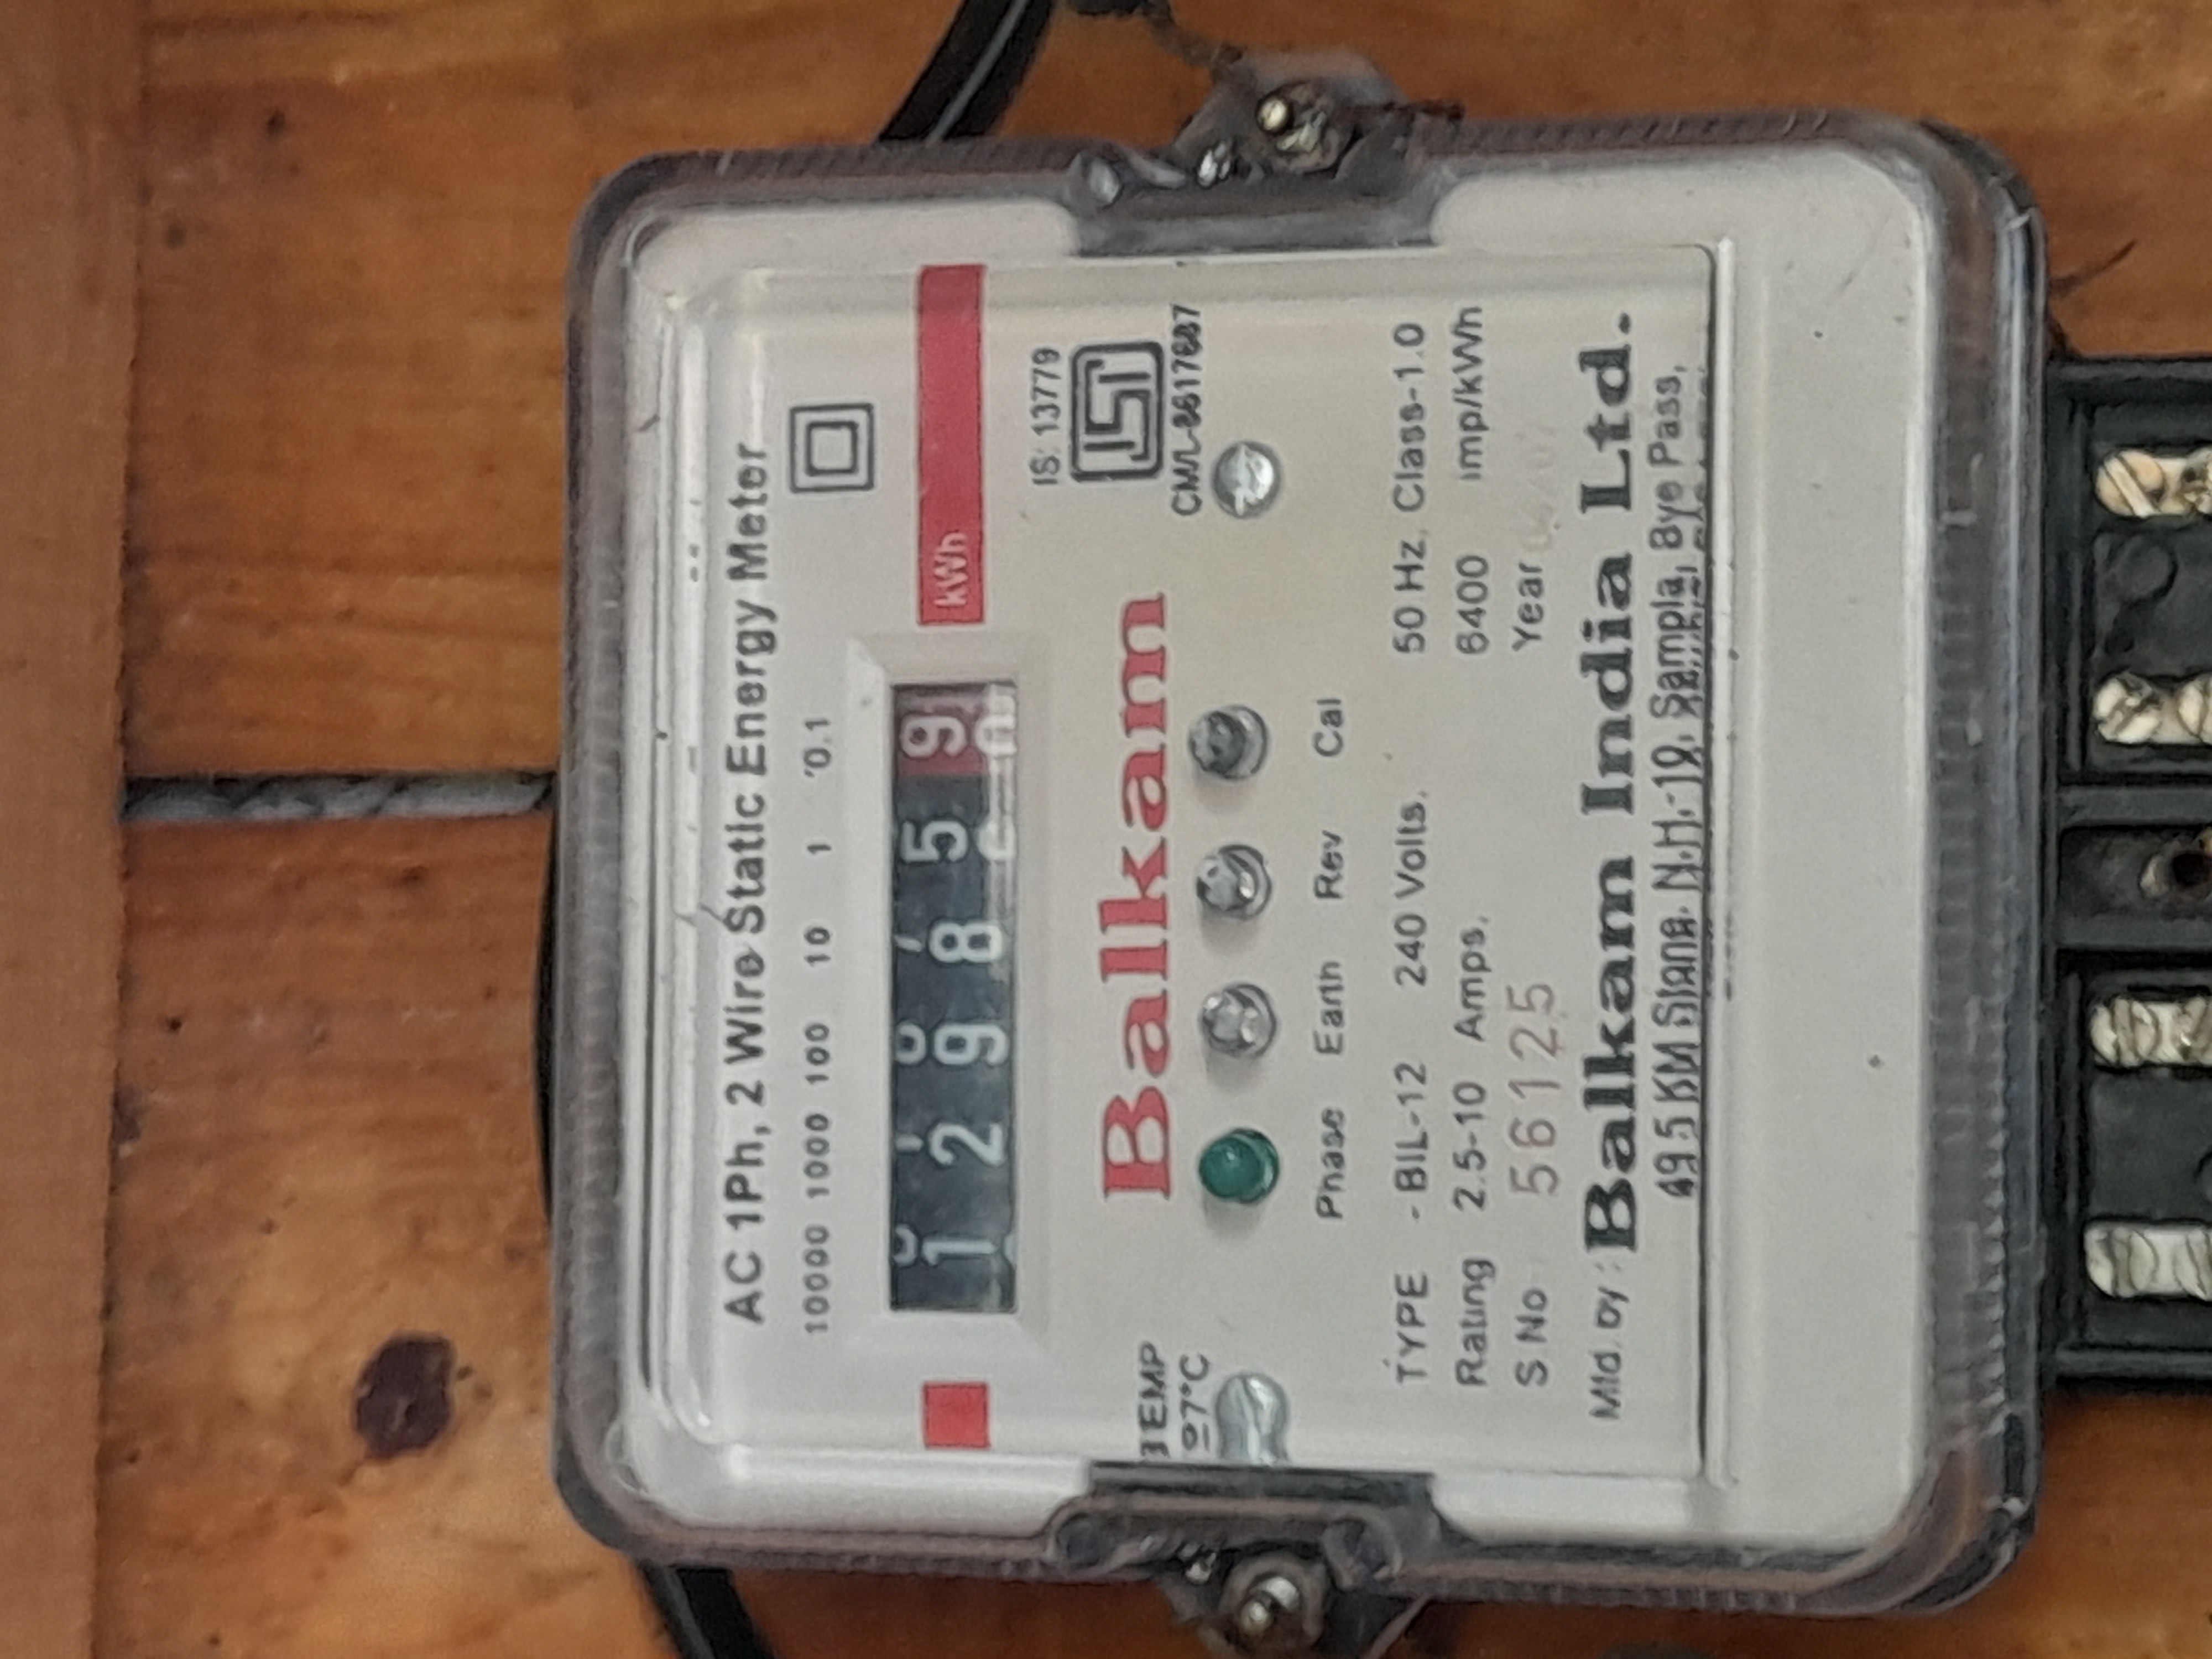 AC 1Ph, 2 Wire Static Energy Meter
10000 1000 100 10 1 0.1
1 2 9 8 5 9
kWh
IS: 13779
Balkam
TEMP
27°C
Phase Earth Rev Cal
TYPE - BIL-12 240 Volts. 50 Hz. Class-1.0
Rating 2.5-10 Amps. 6400 imp/kWh
S.No 56125 Year
Mfd. by : Balkam India Ltd.
49.5 KM Stone, N.H.-10, Sampla, Bye Pass,